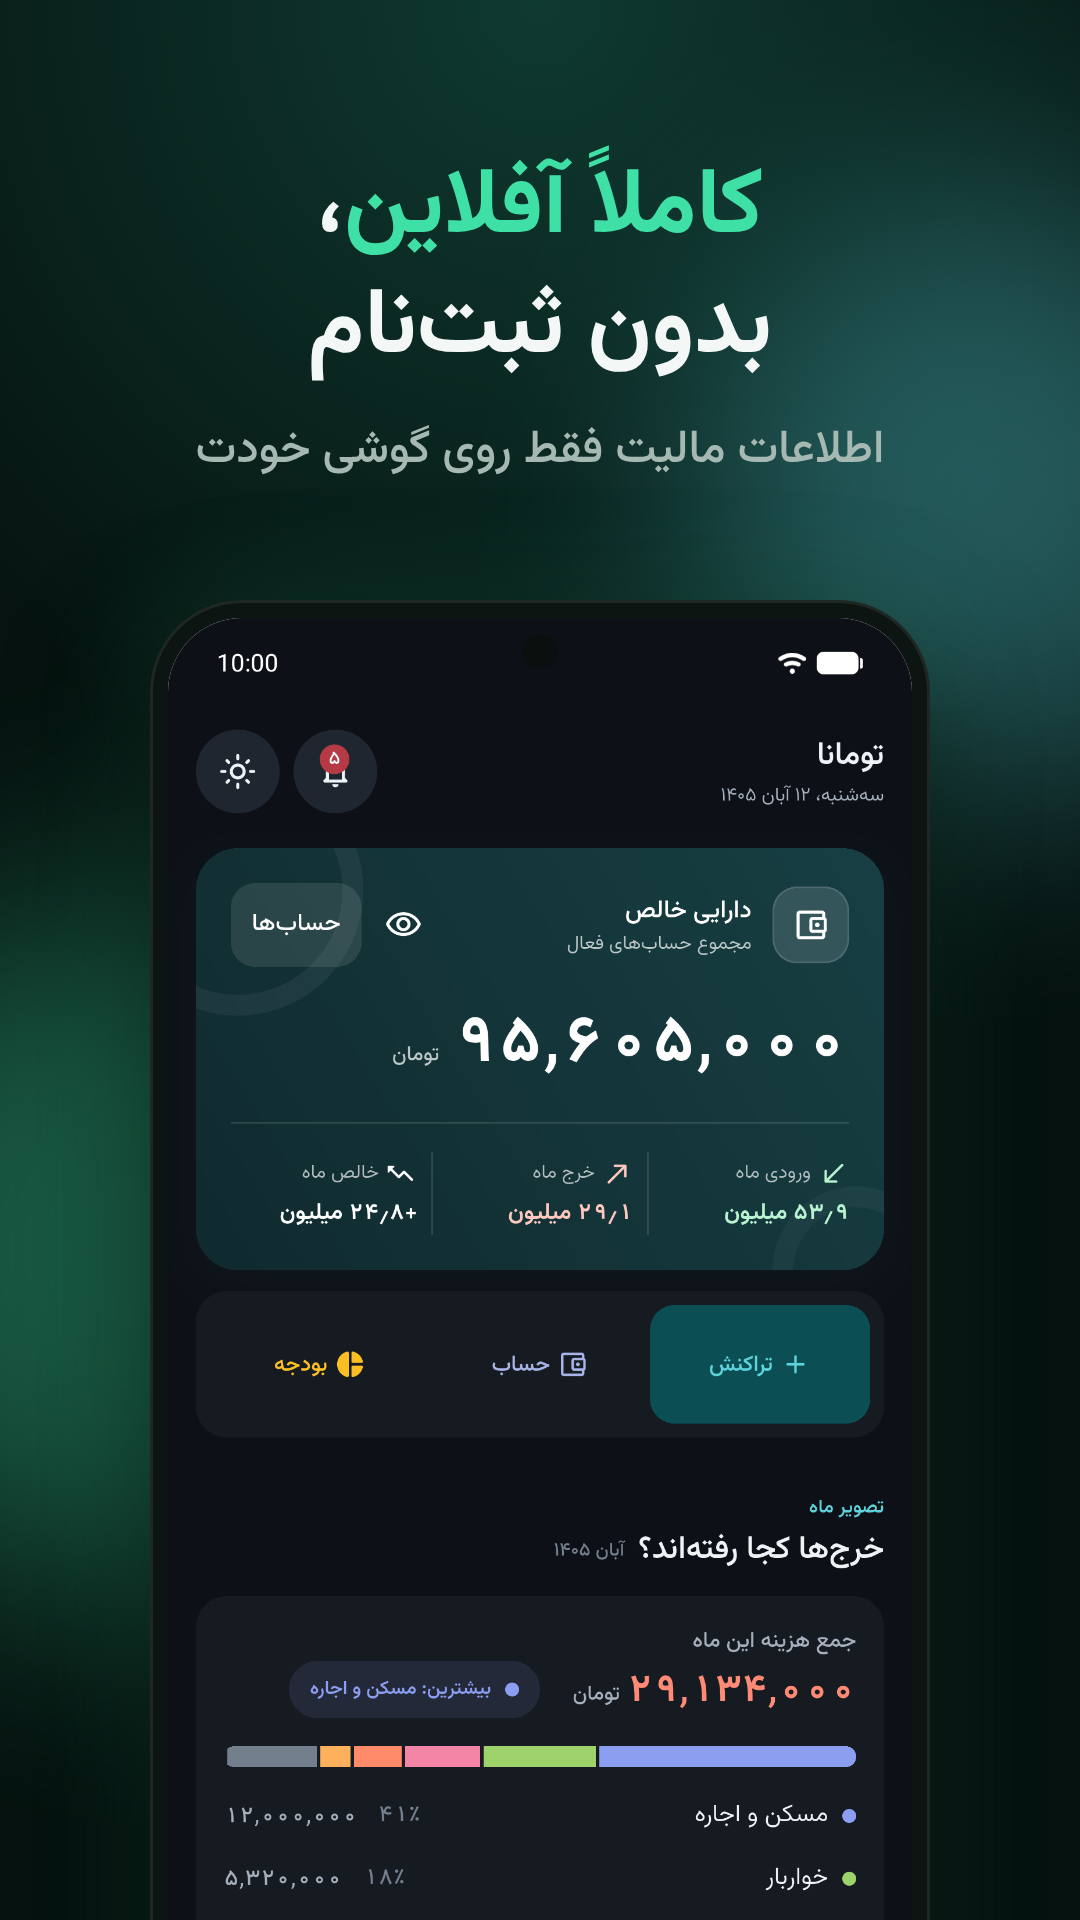 کاملاً آفلاین،
بدون ثبت‌نام
اطلاعات مالیت فقط روی گوشی خودت
10:00
تومانا
۵
سه‌شنبه، ۱۲ آبان ۱۴۰۵
دارایی خالص
مجموع حساب‌های فعال
حساب‌ها
۹۵,۶۰۵,۰۰۰ تومان
ورودی ماه
۵۳٫۹ میلیون
خرج ماه
۲۹٫۱ میلیون
خالص ماه
+۲۴٫۸ میلیون
تراکنش
حساب
بودجه
تصویر ماه
خرج‌ها کجا رفته‌اند؟ آبان ۱۴۰۵
جمع هزینه این ماه
۲۹,۱۳۴,۰۰۰ تومان
بیشترین: مسکن و اجاره
مسکن و اجاره ۴۱٪ ۱۲,۰۰۰,۰۰۰
خواربار ۱۸٪ ۵,۳۲۰,۰۰۰